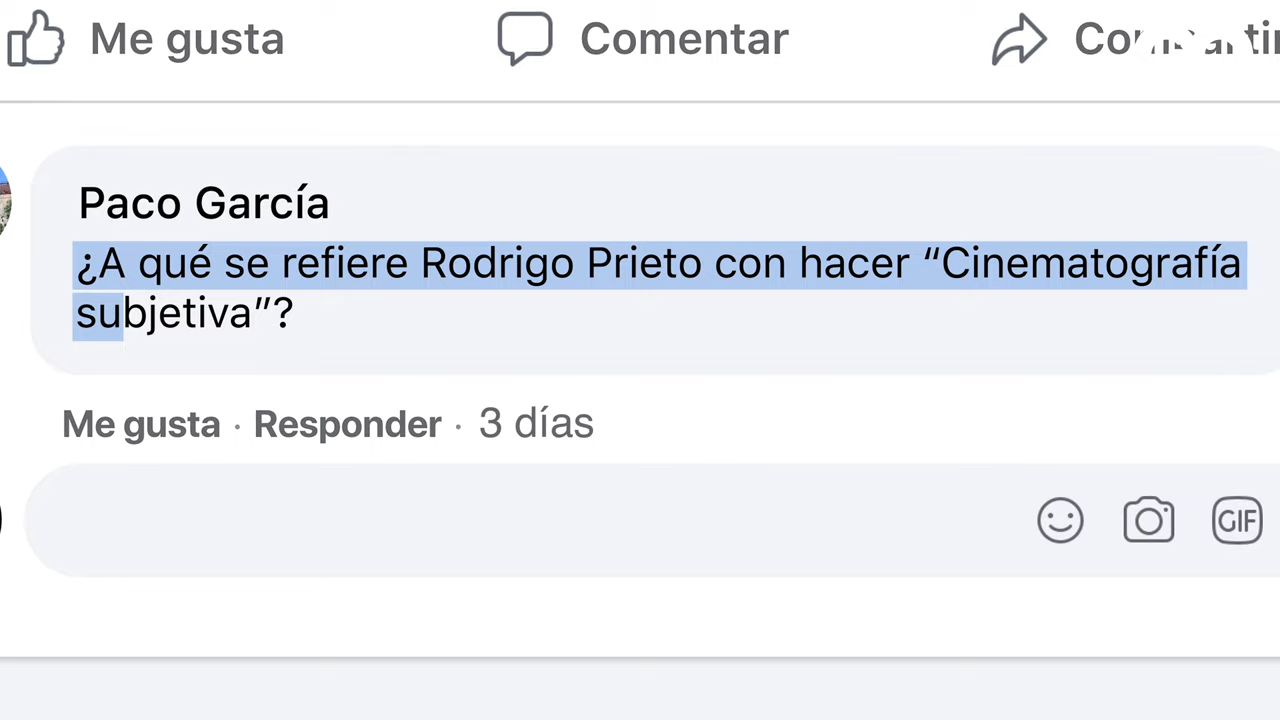 Me gusta Comentar
Paco García
¿A qué se refiere Rodrigo Prieto con hacer “Cinematografía
subjetiva”?
Me gusta · Responder · 3 días
GIF